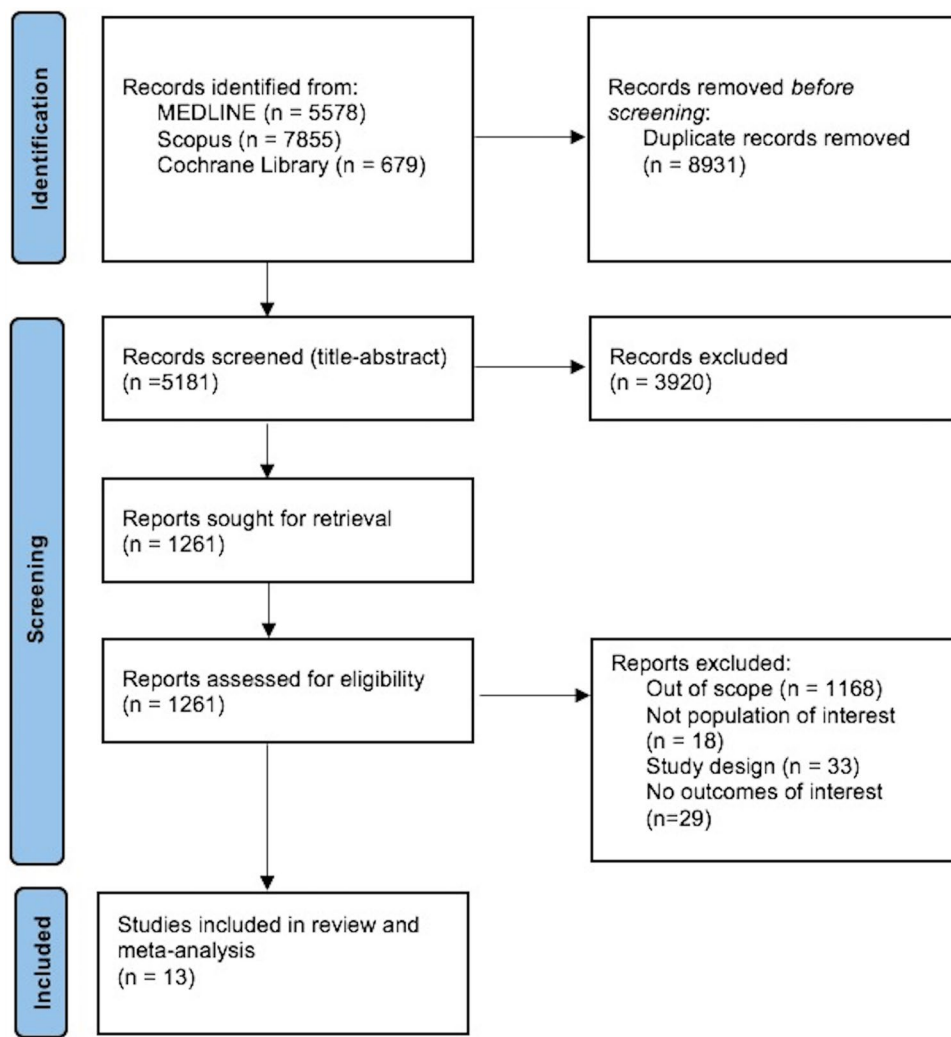 Identification
Records identified from:
MEDLINE (n = 5578)
Scopus (n = 7855)
Cochrane Library (n = 679)
Records removed before
screening:
Duplicate records removed
(n = 8931)
Screening
Records screened (title-abstract)
(n =5181)
Records excluded
(n = 3920)
Reports sought for retrieval
(n = 1261)
Reports assessed for eligibility
(n = 1261)
Reports excluded:
Out of scope (n = 1168)
Not population of interest
(n = 18)
Study design (n = 33)
No outcomes of interest
(n=29)
Included
Studies included in review and
meta-analysis
(n = 13)